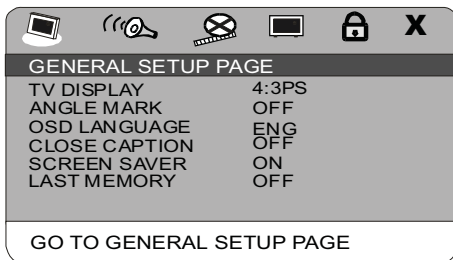 X
GENERAL SETUP PAGE
TV DISPLAY 4:3PS
ANGLE MARK OFF
OSD LANGUAGE ENG
CLOSE CAPTION OFF
SCREEN SAVER ON
LAST MEMORY OFF
GO TO GENERAL SETUP PAGE